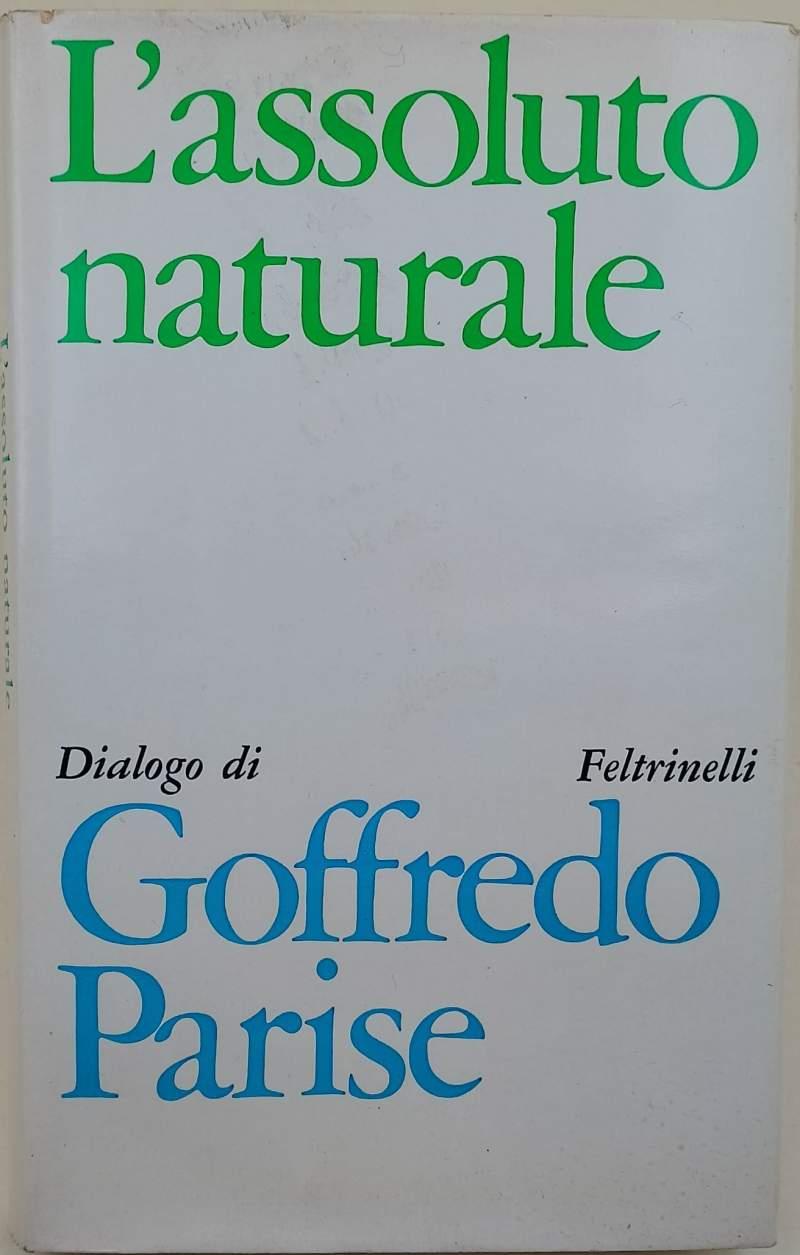 L'assoluto
naturale
Dialogo di
Feltrinelli
Goffredo
Parise
L'assoluto naturale